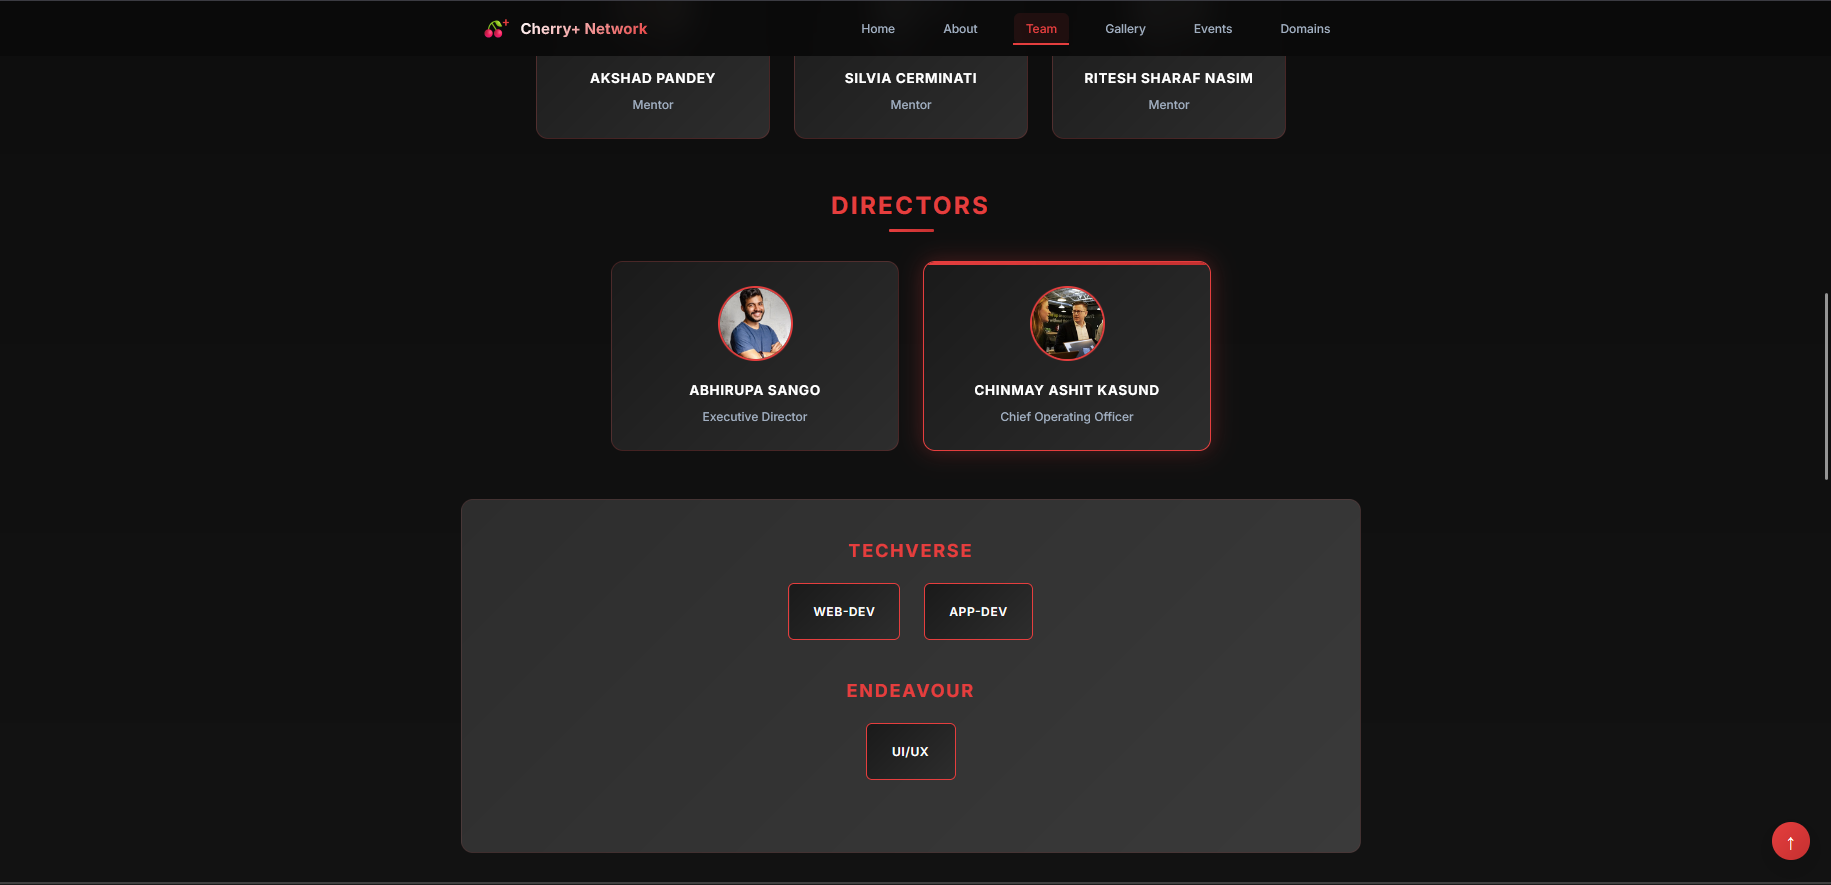 Cherry+ Network Home About Team Gallery Events Domains
AKSHAD PANDEY SILVIA CERMINATI RITESH SHARAF NASIM
Mentor Mentor Mentor
DIRECTORS
ABHIRUPA SANGO CHINMAY ASHIT KASUND
Executive Director Chief Operating Officer
TECHVERSE
WEB-DEV APP-DEV
ENDEAVOUR
UI/UX
↑